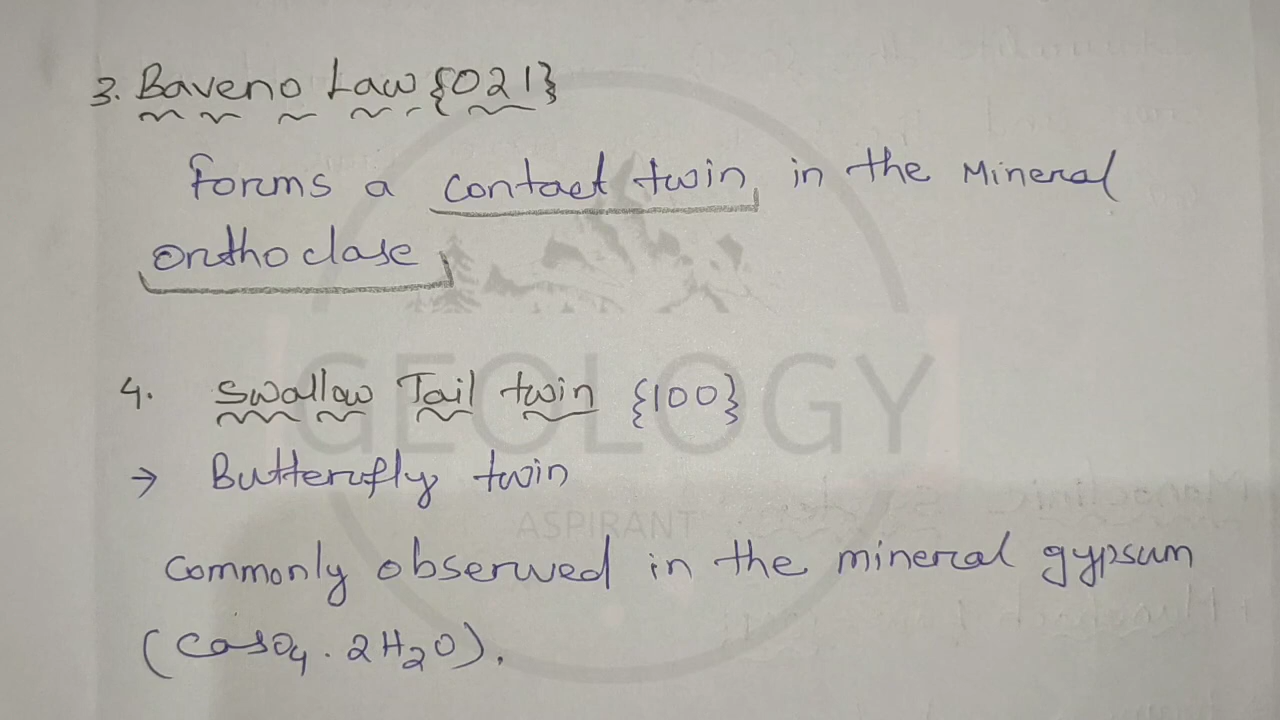 3. Baveno Law {021}
forms a contact twin in the Mineral
orthoclase
4. Swallow Tail twin {100}
GEOLOGY
→ Butterfly twin
ASPIRANT
commonly observed in the mineral gypsum
(CaSO4 . 2H2O).